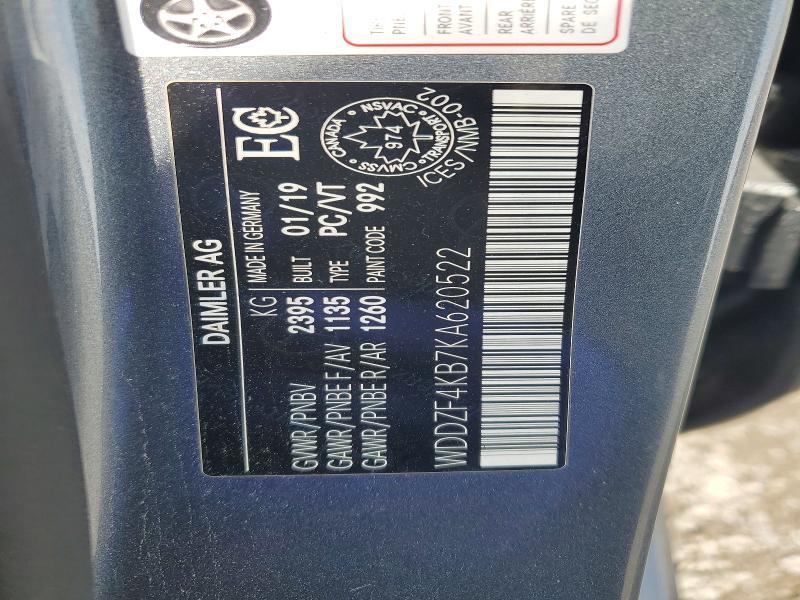 DAIMLER AG
KG MADE IN GERMANY
GVWR/PNBV 2395 BUILT 01/19
GAWR/PNBE F/AV 1135 TYPE PC/VT
GAWR/PNBE R/AR 1260 PAINT CODE 992
EC
CANADA NSVAC
974
CMVSS TRANSPORT
ICES/NMB-002
WDDZF4KB7KA620522
FRONT
AVANT
REAR
ARRIÈRE
SPARE
DE SEC